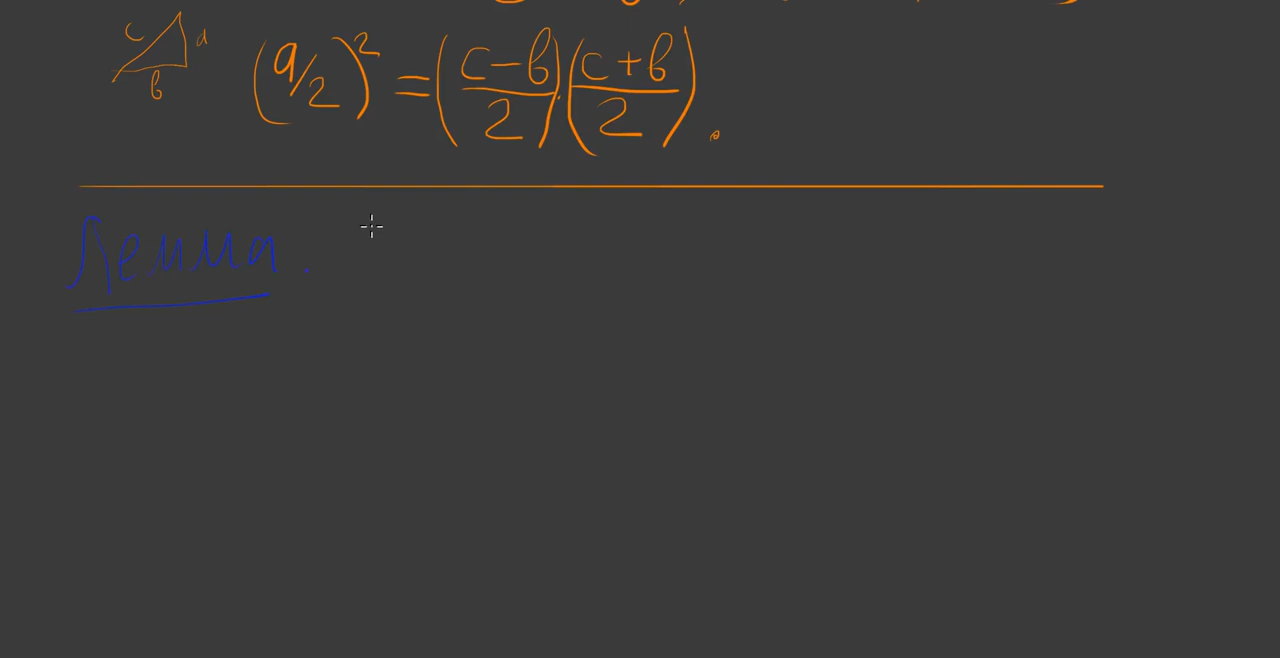 c a
b
(a/2)² = ((c-b)/2)·((c+b)/2).
Лемма.